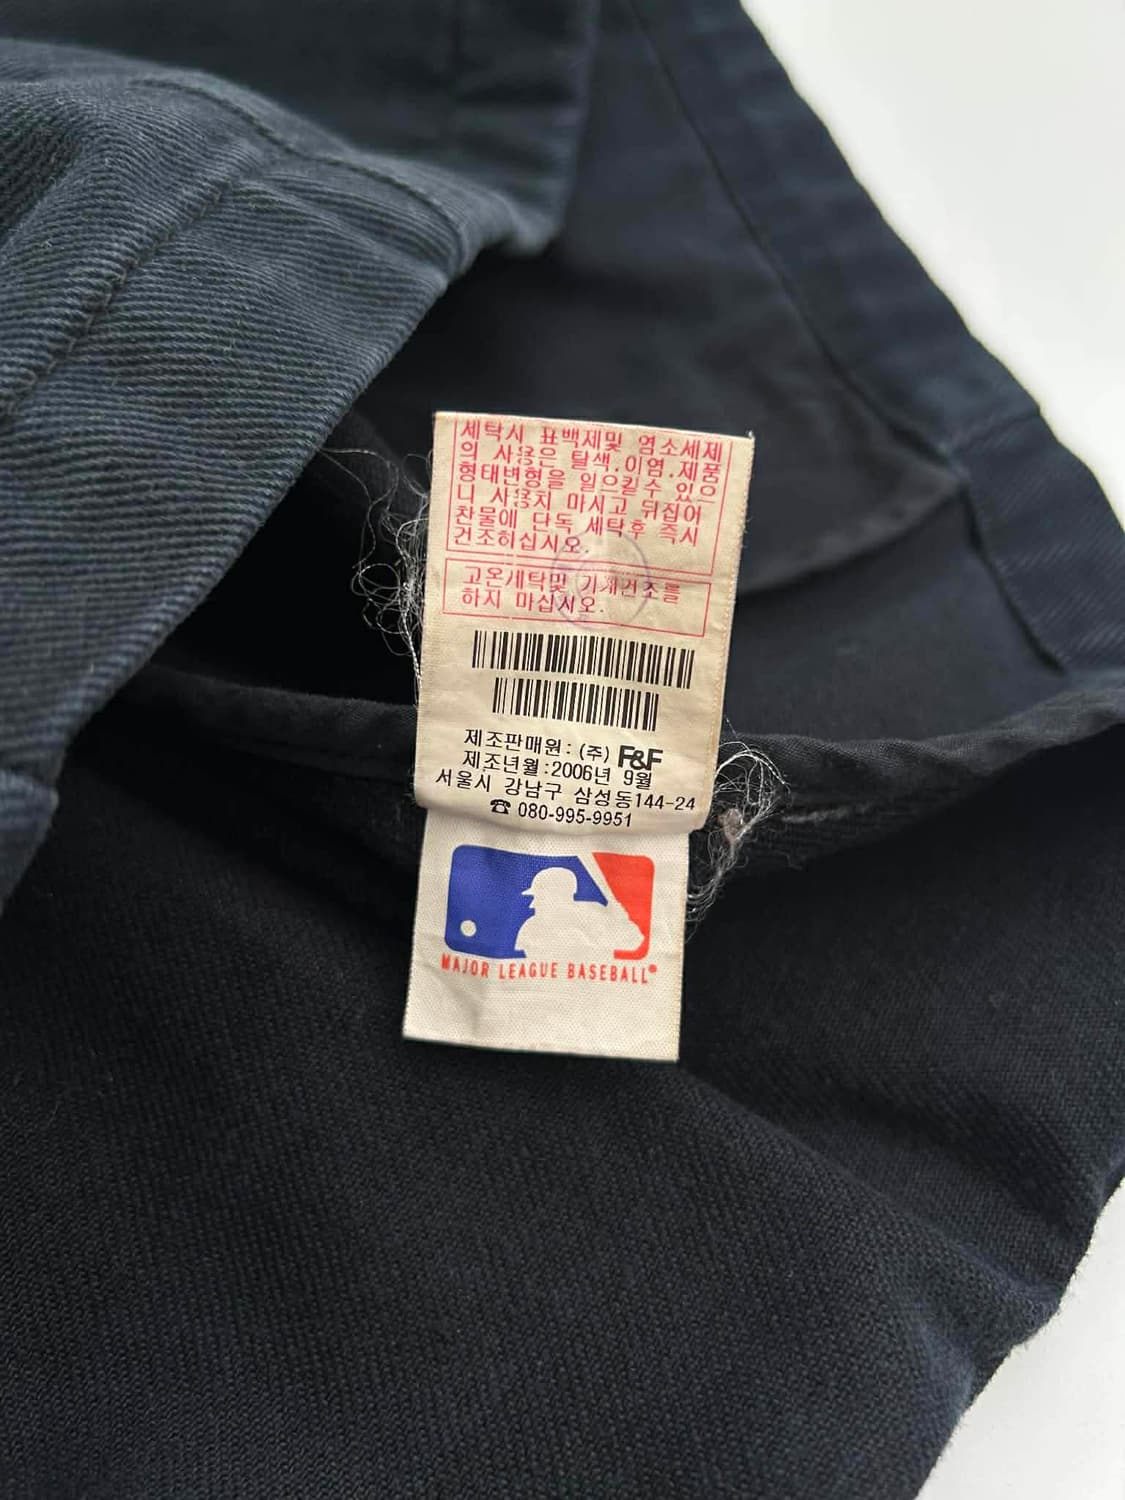 세탁시 표백제및 염소세제
의 사용은 탈색,이염,제품
형태변형을 일으킬수 있으
니 사용치 마시고 뒤집어
찬물에 단독 세탁후 즉시
건조하십시오.
고온세탁및 기계건조를
하지 마십시오.
제조판매원: (주) F&F
제조년월:2006년 9월
서울시 강남구 삼성동144-24
☎ 080-995-9951
MAJOR LEAGUE BASEBALL®